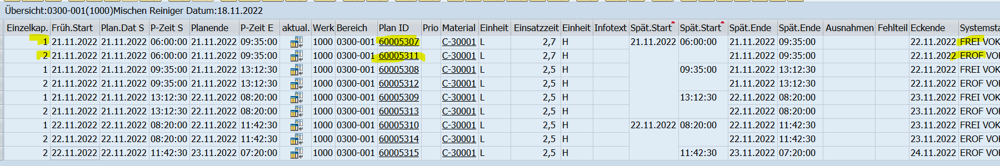 Übersicht:0300-001(1000)Mischen Reiniger Datum:18.11.2022
Einzelkap. Früh.Start Plan.Dat S P-Zeit S Planende P-Zeit E aktual. Werk Bereich Plan ID Prio Material Einheit Einsatzzeit Einheit Infotext Spät.Start Spät.Start Spät.Ende Spät.Ende Ausnahmen Fehlteil Eckende Systemsta
1 21.11.2022 21.11.2022 06:00:00 21.11.2022 09:35:00 1000 0300-001 60005307 C-30001 L 2,7 H 21.11.2022 06:00:00 21.11.2022 09:35:00 22.11.2022 FREI VOK
2 21.11.2022 21.11.2022 06:00:00 21.11.2022 09:35:00 1000 0300-001 60005311 C-30001 L 2,7 H 21.11.2022 09:35:00 22.11.2022 EROF VOK
1 21.11.2022 21.11.2022 09:35:00 21.11.2022 13:12:30 1000 0300-001 60005308 C-30001 L 2,5 H 09:35:00 21.11.2022 13:12:30 22.11.2022 FREI VOK
2 21.11.2022 21.11.2022 09:35:00 21.11.2022 13:12:30 1000 0300-001 60005312 C-30001 L 2,5 H 21.11.2022 13:12:30 22.11.2022 EROF VOK
1 21.11.2022 21.11.2022 13:12:30 22.11.2022 08:20:00 1000 0300-001 60005309 C-30001 L 2,5 H 13:12:30 22.11.2022 08:20:00 23.11.2022 FREI VOK
2 21.11.2022 21.11.2022 13:12:30 22.11.2022 08:20:00 1000 0300-001 60005313 C-30001 L 2,5 H 22.11.2022 08:20:00 23.11.2022 EROF VOK
1 22.11.2022 22.11.2022 08:20:00 22.11.2022 11:42:30 1000 0300-001 60005310 C-30001 L 2,5 H 22.11.2022 08:20:00 22.11.2022 11:42:30 23.11.2022 FREI VOK
2 22.11.2022 22.11.2022 08:20:00 22.11.2022 11:42:30 1000 0300-001 60005314 C-30001 L 2,5 H 22.11.2022 11:42:30 23.11.2022 EROF VOK
2 22.11.2022 22.11.2022 11:42:30 23.11.2022 07:20:00 1000 0300-001 60005315 C-30001 L 2,5 H 11:42:30 23.11.2022 07:20:00 24.11.2022 EROF VOK